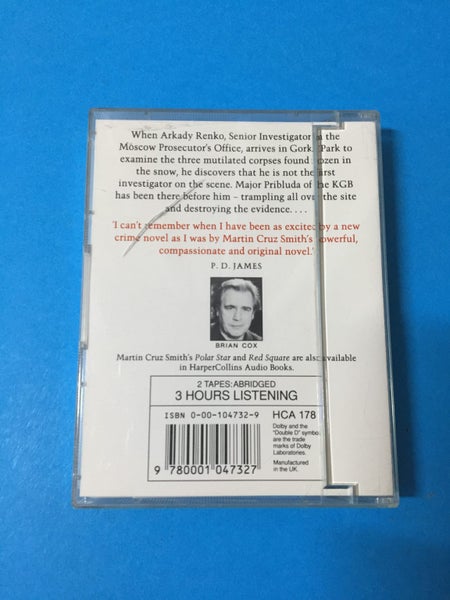 When Arkady Renko, Senior Investigator at the
Moscow Prosecutor's Office, arrives in Gorky Park to
examine the three mutilated corpses found frozen in
the snow, he discovers that he is not the first
investigator on the scene. Major Pribluda of the KGB
has been there before him – trampling all over the site
and destroying the evidence. . . .
'I can't remember when I have been as excited by a new
crime novel as I was by Martin Cruz Smith's powerful,
compassionate and original novel.'
P. D. JAMES
BRIAN COX
Martin Cruz Smith's Polar Star and Red Square are also available
in HarperCollins Audio Books.
2 TAPES: ABRIDGED
3 HOURS LISTENING
ISBN 0-00-104732-9
HCA 178
Dolby and the
"Double D" symbol
are the trade
marks of Dolby
Laboratories.
Manufactured
in the UK.
9 780001 047327